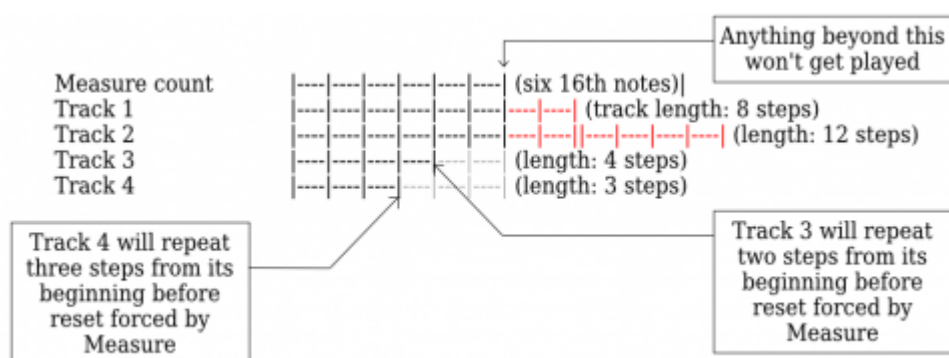 Anything beyond this
won't get played
Measure count |----|----|----|----|----|----| (six 16th notes)|
Track 1 |----|----|----|----|----|----|----|----| (track length: 8 steps)
Track 2 |----|----|----|----|----|----|----|----||----|----|----|----| (length: 12 steps)
Track 3 |----|----|----|----|----|----| (length: 4 steps)
Track 4 |----|----|----|----|----|----| (length: 3 steps)
Track 4 will repeat
three steps from its
beginning before
reset forced by
Measure
Track 3 will repeat
two steps from its
beginning before
reset forced by
Measure